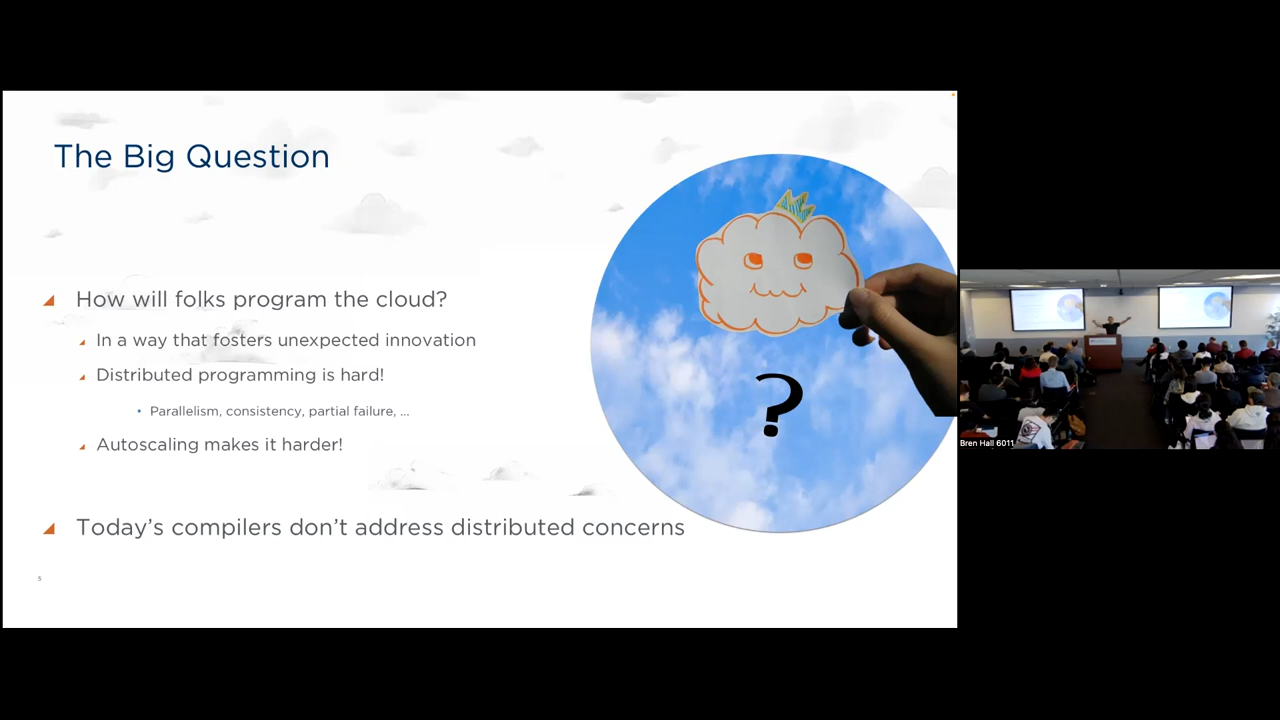 The Big Question
How will folks program the cloud?
In a way that fosters unexpected innovation
Distributed programming is hard!
Parallelism, consistency, partial failure, ...
Autoscaling makes it harder!
?
Today's compilers don't address distributed concerns
5
Bren Hall 6011